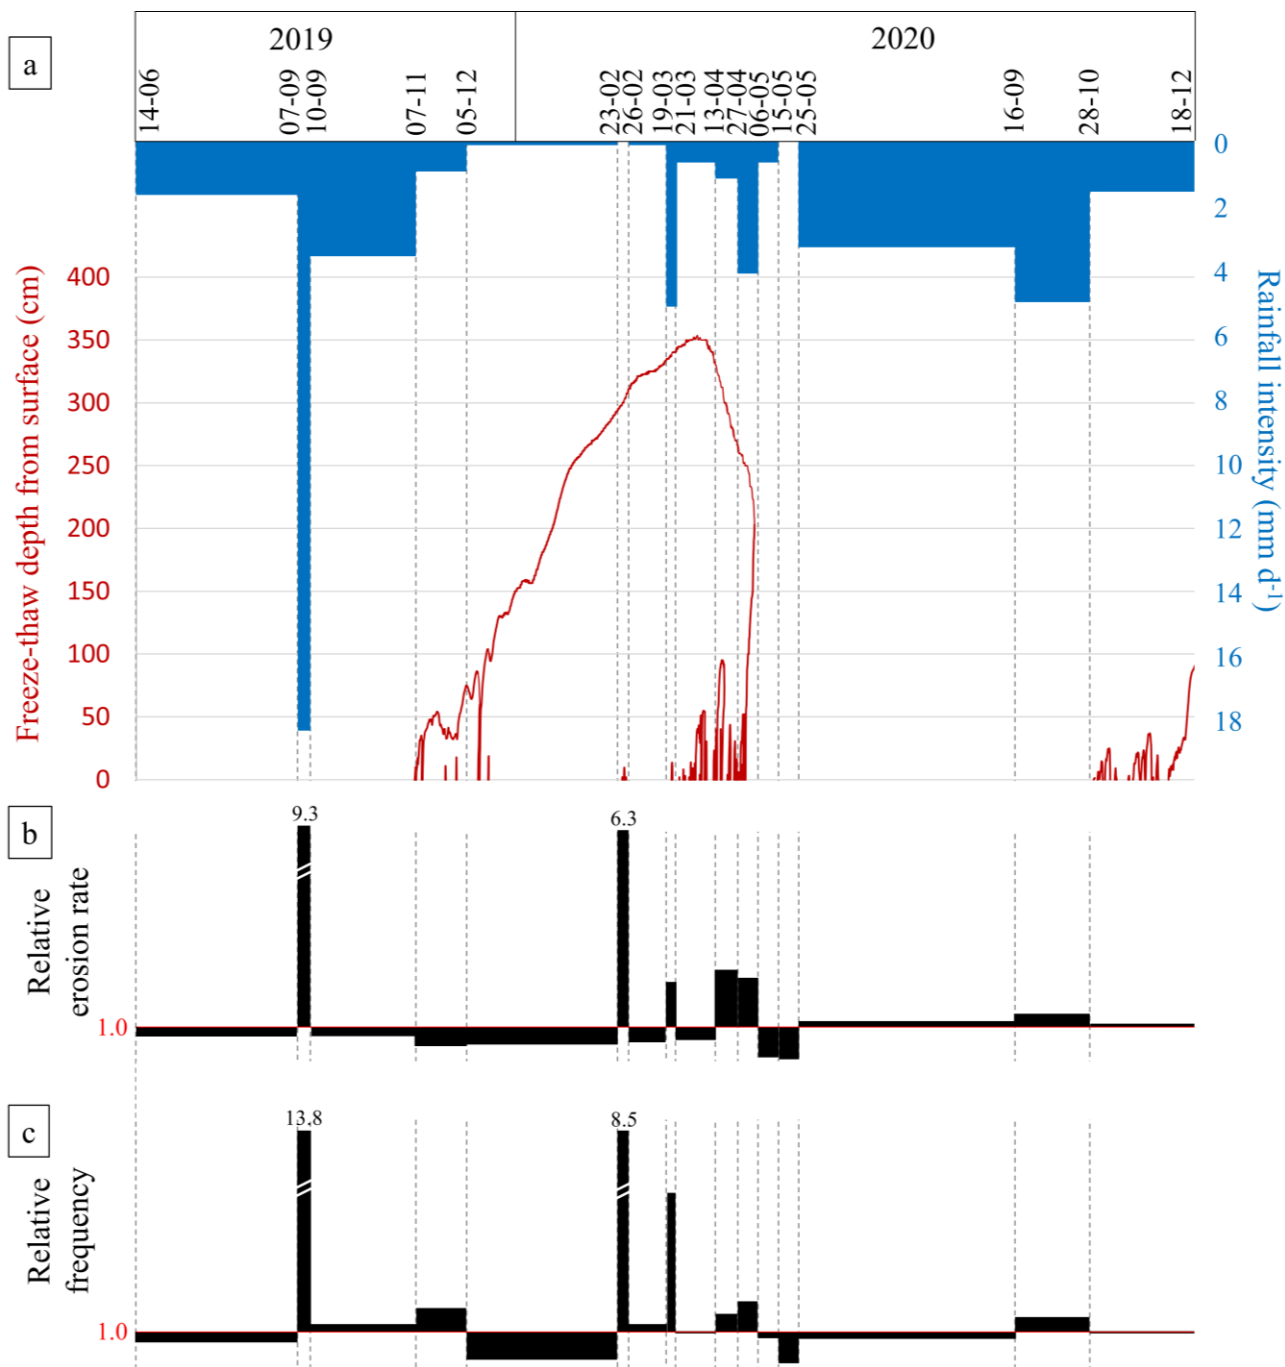 2019 2020
a
14-06 07-09 10-09 07-11 05-12 23-02 26-02 19-03 21-03 13-04 27-04 06-05 15-05 25-05 16-09 28-10 18-12
Freeze-thaw depth from surface (cm)
400
350
300
250
200
150
100
50
0
0
2
4
6
8
10
12
14
16
18
Rainfall intensity (mm d⁻¹)
b
Relative
erosion rate
9.3 6.3
1.0
c
Relative
frequency
13.8 8.5
1.0